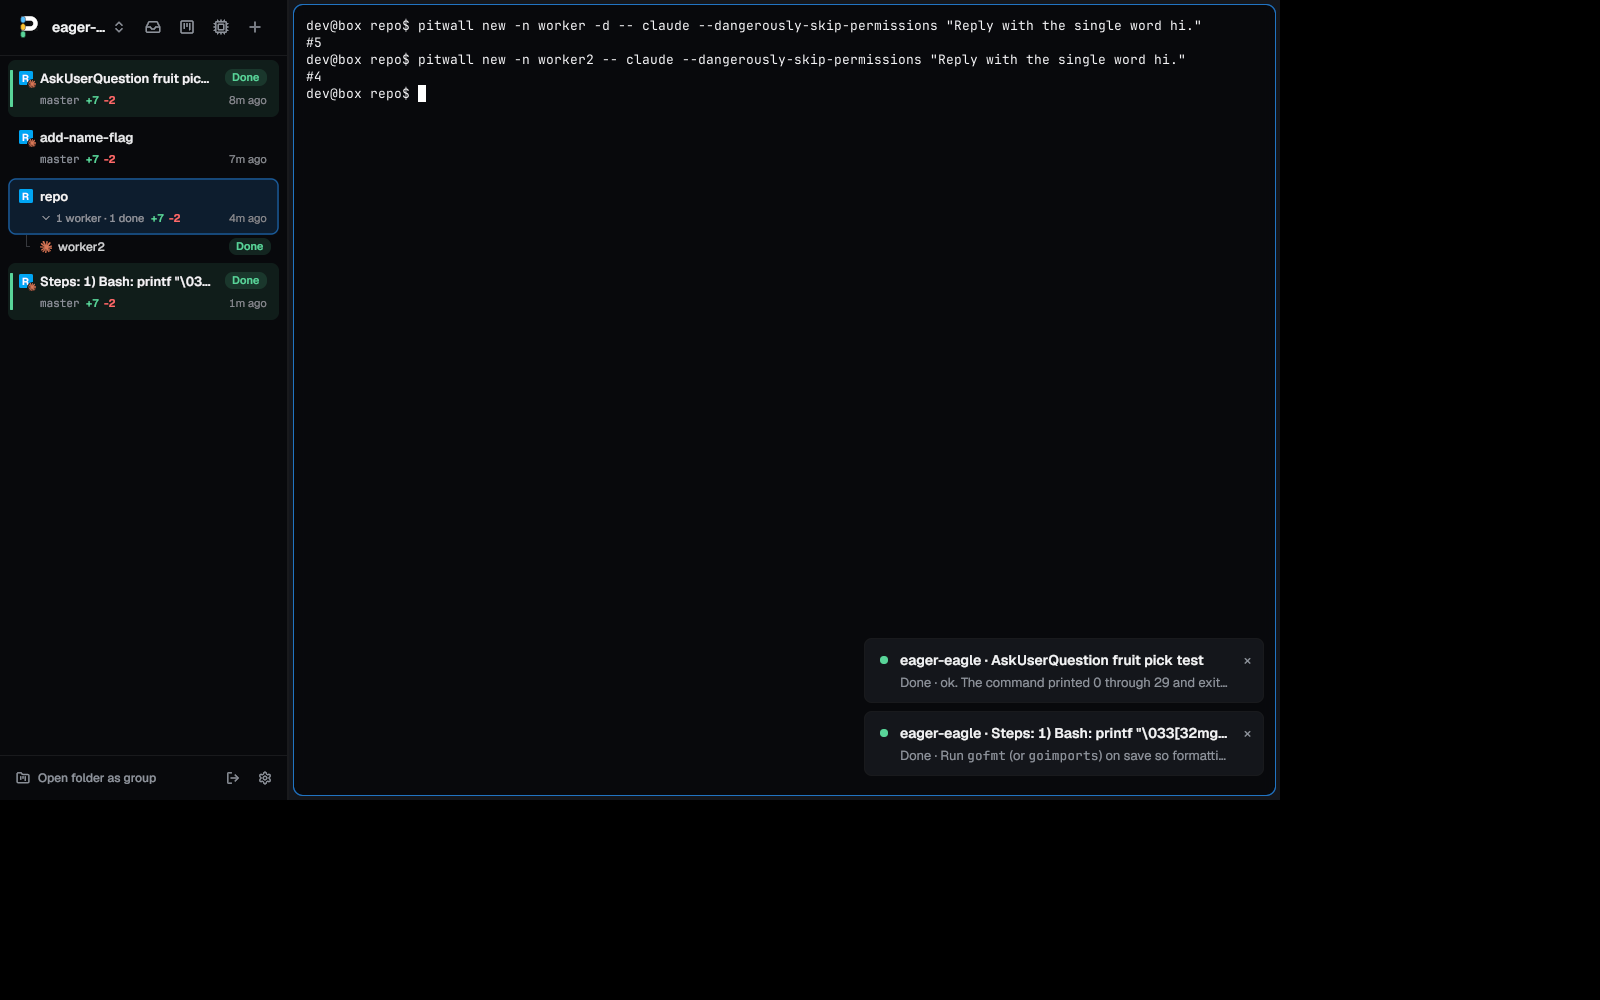 eager-...
AskUserQuestion fruit pic... Done
master +7 -2 8m ago
add-name-flag
master +7 -2 7m ago
repo
1 worker · 1 done +7 -2 4m ago
worker2 Done
Steps: 1) Bash: printf "\03... Done
master +7 -2 1m ago
Open folder as group
dev@box repo$ pitwall new -n worker -d -- claude --dangerously-skip-permissions "Reply with the single word hi."
#5
dev@box repo$ pitwall new -n worker2 -- claude --dangerously-skip-permissions "Reply with the single word hi."
#4
dev@box repo$
eager-eagle · AskUserQuestion fruit pick test ×
Done · ok. The command printed 0 through 29 and exit...
eager-eagle · Steps: 1) Bash: printf "\033[32mg... ×
Done · Run gofmt (or goimports) on save so formatti...